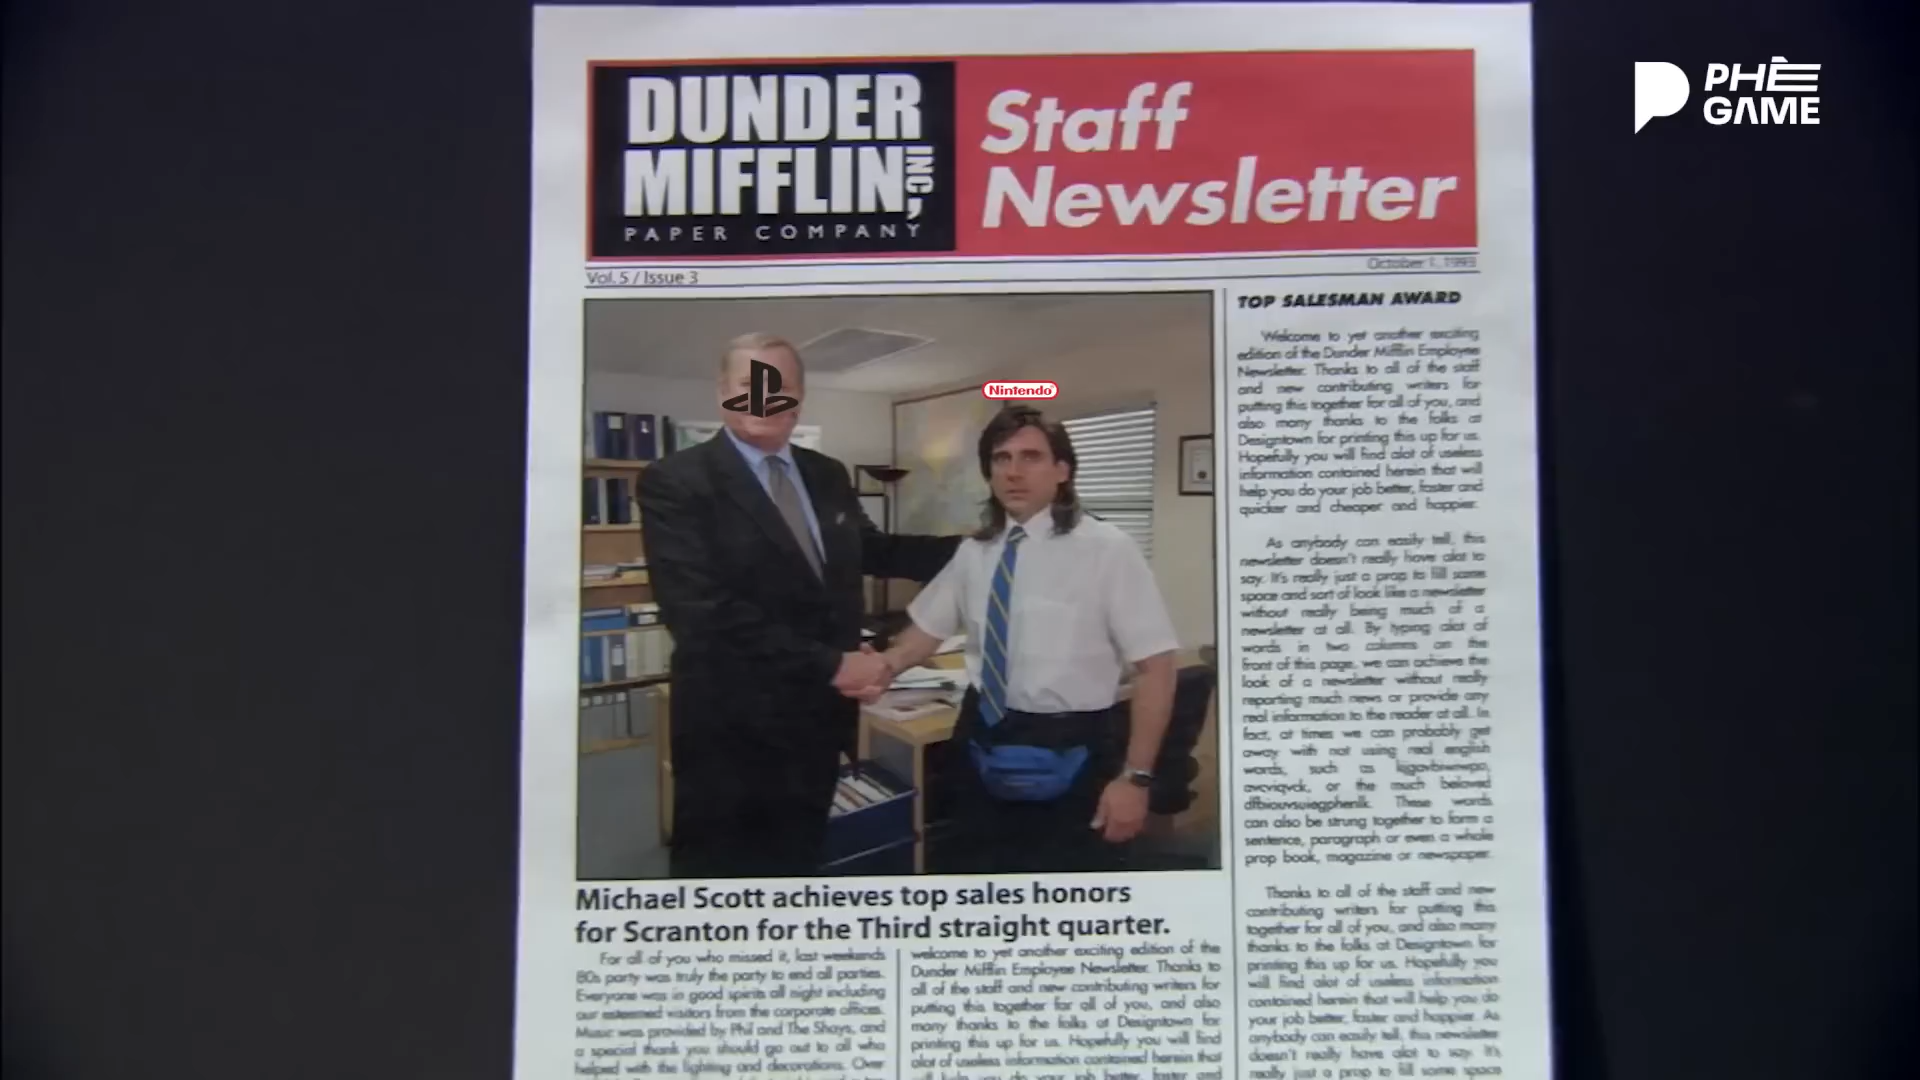 DUNDER
MIFFLIN, INC.
PAPER COMPANY
Staff
Newsletter
PHÊ
GAME
Vol. 5 / Issue 3
October 1, 1993
Nintendo
Michael Scott achieves top sales honors
for Scranton for the Third straight quarter.
For all of you who missed it, last weekends
80s party was truly the party to end all parties.
Everyone was in good spirits all night including
our esteemed visitors from the corporate offices.
Music was provided by Phil and The Shays, and
a special thank you should go out to all who
helped with the lighting and decorations. Over
welcome to yet another exciting edition of the
Dunder Mifflin Employee Newsletter. Thanks to
all of the staff and new contributing writers for
putting this together for all of you, and also
many thanks to the folks at Designtown for
printing this up for us. Hopefully you will find
alot of useless information contained herein that
will help you do your job better, faster and
TOP SALESMAN AWARD
Welcome to yet another exciting
edition of the Dunder Mifflin Employee
Newsletter. Thanks to all of the staff
and new contributing writers for
putting this together for all of you, and
also many thanks to the folks at
Designtown for printing this up for us.
Hopefully you will find alot of useless
information contained herein that will
help you do your job better, faster and
quicker and cheaper and happier.
As anybody can easily tell, this
newsletter doesn't really have alot to
say. It's really just a prop to fill some
space and sort of look like a newsletter
without really being much of a
newsletter at all. By typing alot of
words in two columns on the
front of this page, we can achieve the
look of a newsletter without really
reporting much news or provide any
real information to the reader at all. In
fact, at times we can probably get
away with not using real english
words, such as
or the much beloved
These words
can also be strung together to form a
sentence, paragraph or even a whole
prop book, magazine or newspaper.
Thanks to all of the staff and new
contributing writers for putting this
together for all of you, and also many
thanks to the folks at Designtown for
printing this up for us. Hopefully you
will find alot of useless information
contained herein that will help you do
your job better, faster and happier. As
anybody can easily tell, this newsletter
doesn't really have alot to say. It's
really just a prop to fill some space